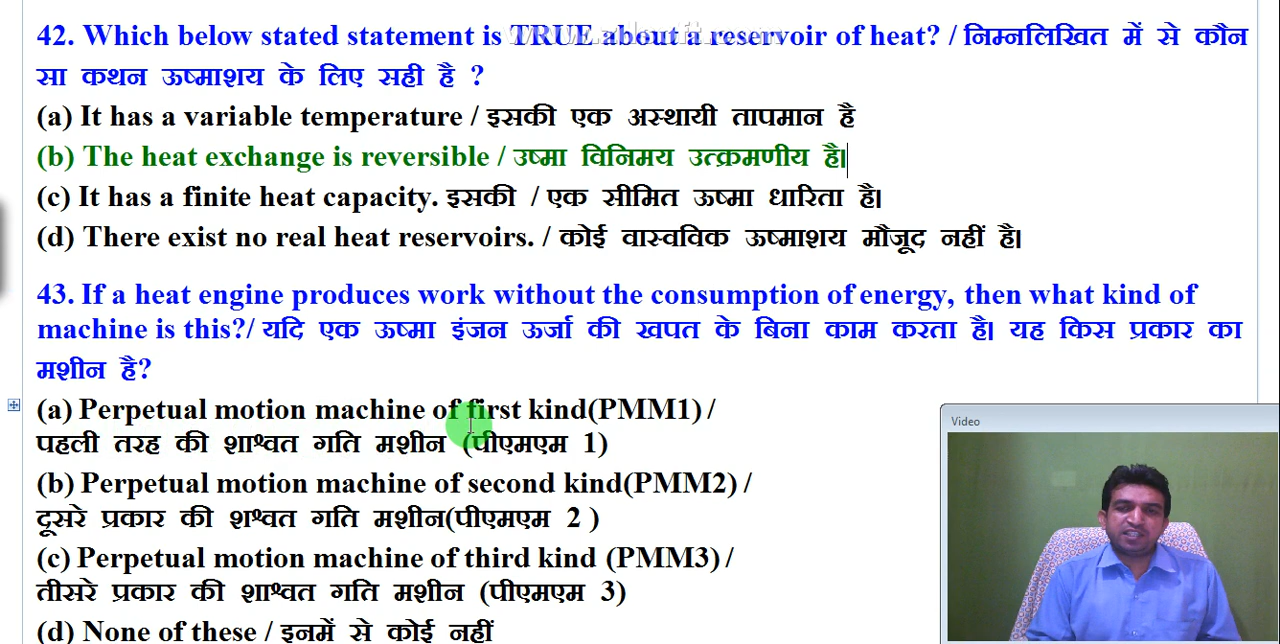 42. Which below stated statement is TRUE about a reservoir of heat? / निम्नलिखित में से कौन
सा कथन ऊष्माशय के लिए सही है ?
(a) It has a variable temperature / इसकी एक अस्थायी तापमान है
(b) The heat exchange is reversible / उष्मा विनिमय उत्क्रमणीय है।
(c) It has a finite heat capacity. इसकी / एक सीमित ऊष्मा धारिता है।
(d) There exist no real heat reservoirs. / कोई वास्वविक ऊष्माशय मौजूद नहीं है।
43. If a heat engine produces work without the consumption of energy, then what kind of
machine is this?/ यदि एक ऊष्मा इंजन ऊर्जा की खपत के बिना काम करता है। यह किस प्रकार का
मशीन है?
(a) Perpetual motion machine of first kind(PMM1) /
पहली तरह की शाश्वत गति मशीन (पीएमएम 1)
(b) Perpetual motion machine of second kind(PMM2) /
दूसरे प्रकार की शश्वत गति मशीन(पीएमएम 2 )
(c) Perpetual motion machine of third kind (PMM3) /
तीसरे प्रकार की शाश्वत गति मशीन (पीएमएम 3)
(d) None of these / इनमें से कोई नहीं
Video